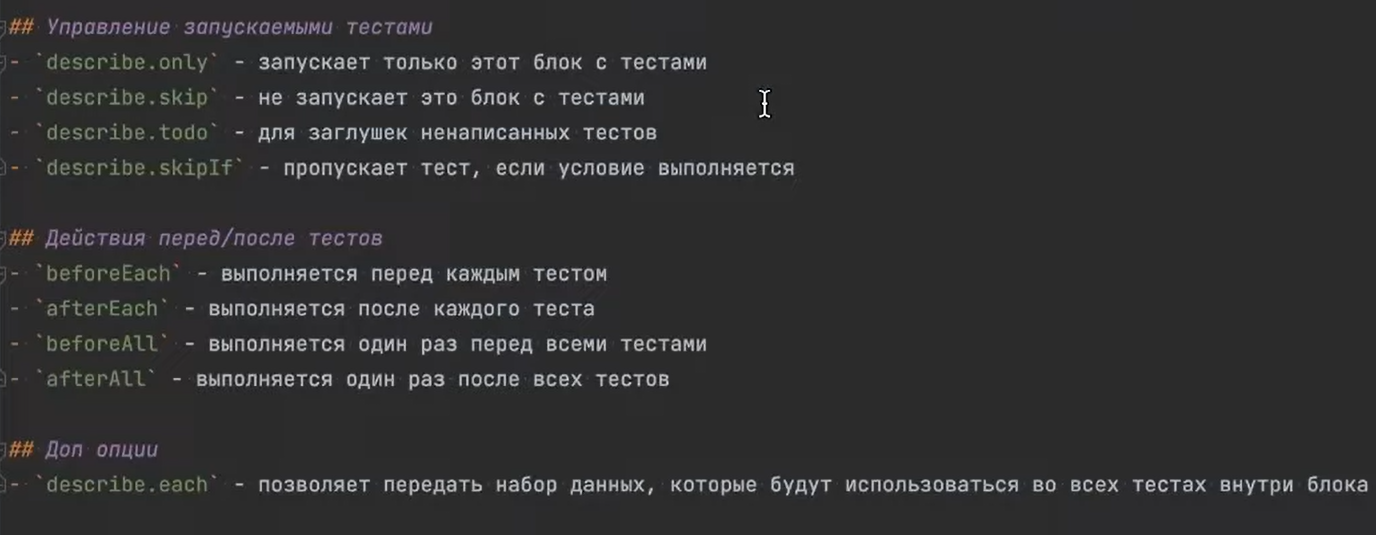 ## Управление запускаемыми тестами
- `describe.only` - запускает только этот блок с тестами
- `describe.skip` - не запускает это блок с тестами
- `describe.todo` - для заглушек ненаписанных тестов
- `describe.skipIf` - пропускает тест, если условие выполняется
## Действия перед/после тестов
- `beforeEach` - выполняется перед каждым тестом
- `afterEach` - выполняется после каждого теста
- `beforeAll` - выполняется один раз перед всеми тестами
- `afterAll` - выполняется один раз после всех тестов
## Доп опции
- `describe.each` - позволяет передать набор данных, которые будут использоваться во всех тестах внутри блока